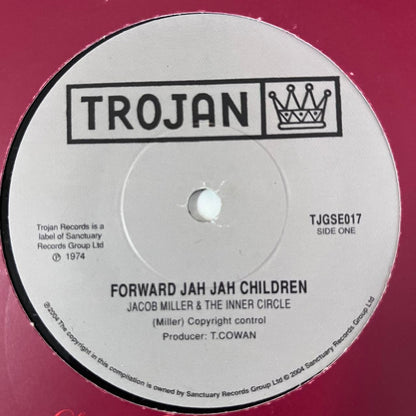 TROJAN
Trojan Records is a
label of Sanctuary
Records Group Ltd
℗ 1974
TJGSE017
SIDE ONE
FORWARD JAH JAH CHILDREN
JACOB MILLER & THE INNER CIRCLE
(Miller) Copyright control
Producer: T.COWAN
℗2004 The copyright in this compilation is owned by Sanctuary Records Group Ltd © 2004 Sanctuary Records Group Ltd